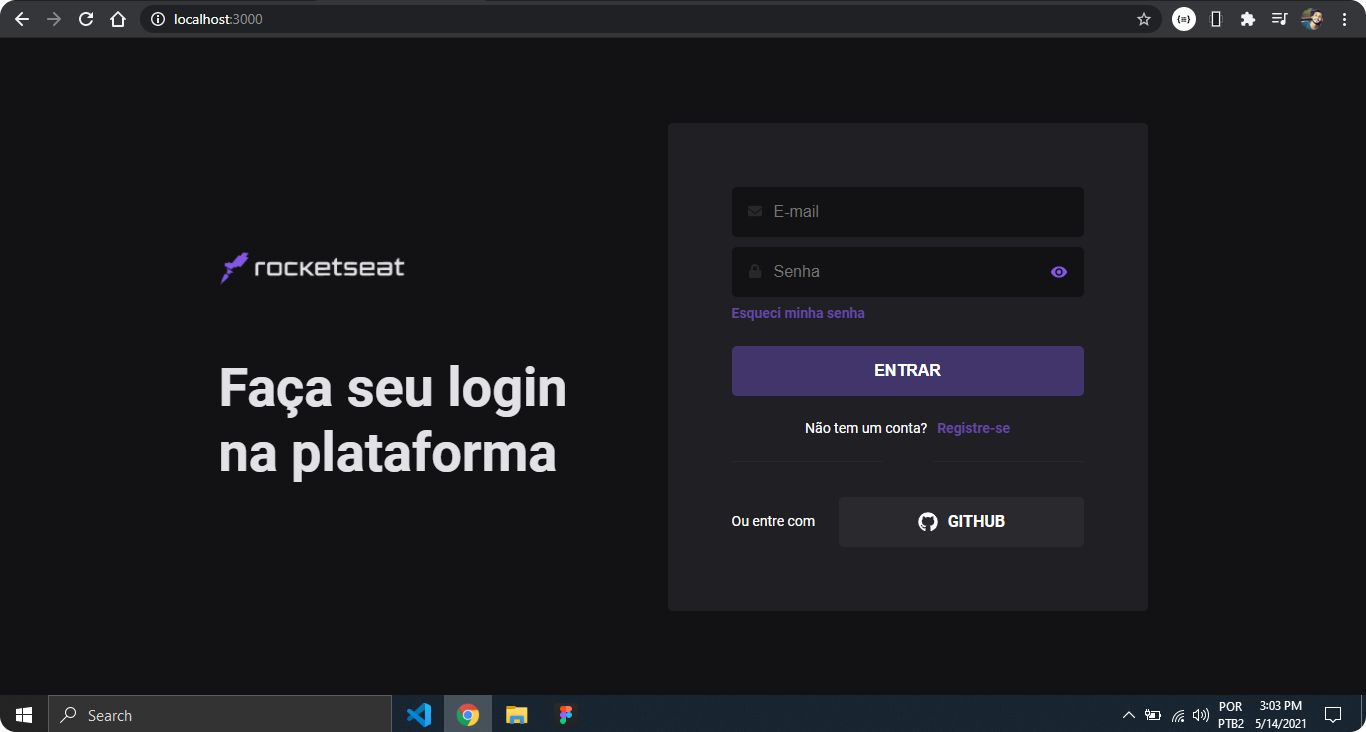 localhost:3000
rocketseat
Faça seu login
na plataforma
E-mail
Senha
Esqueci minha senha
ENTRAR
Não tem um conta? Registre-se
Ou entre com
GITHUB
Search
POR
PTB2
3:03 PM
5/14/2021